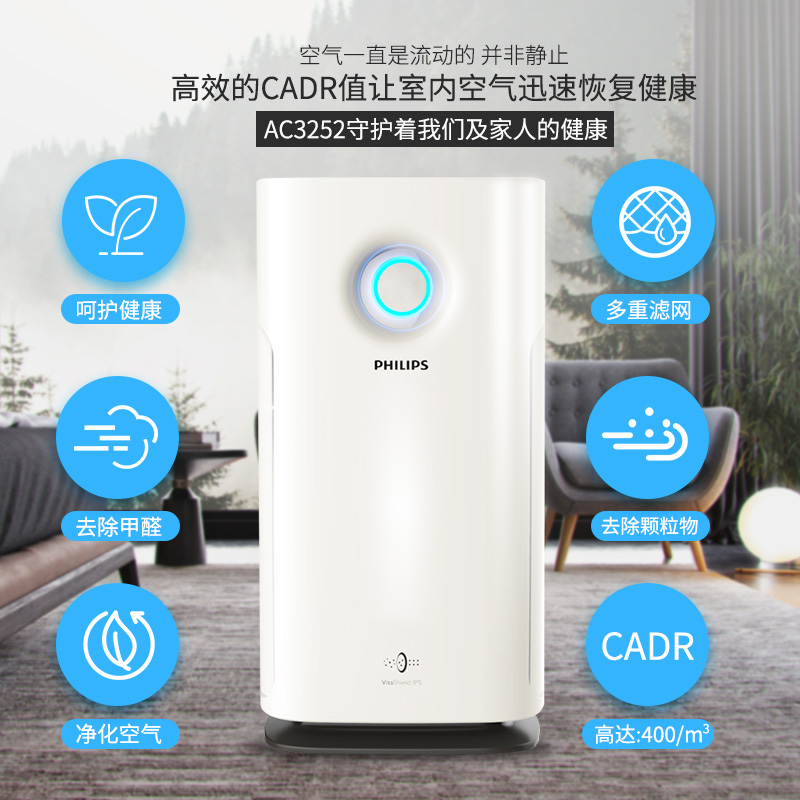 空气一直是流动的 并非静止
高效的CADR值让室内空气迅速恢复健康
AC3252守护着我们及家人的健康
呵护健康
多重滤网
PHILIPS
去除甲醛
去除颗粒物
CADR
VitaShield IPS
净化空气
高达:400/m³